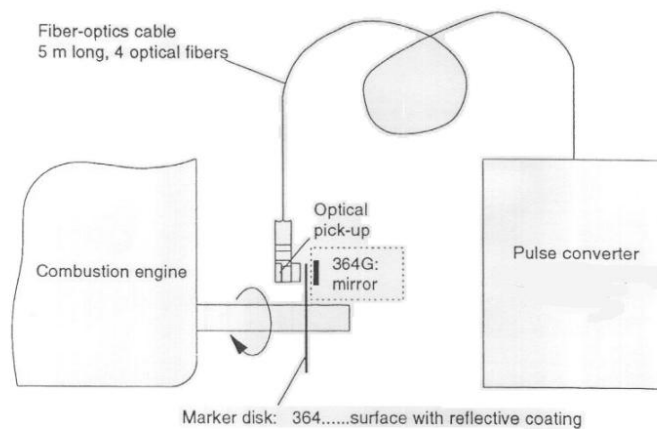 Fiber-optics cable
5 m long, 4 optical fibers
Optical
pick-up
364G:
mirror
Combustion engine
Pulse converter
Marker disk: 364......surface with reflective coating